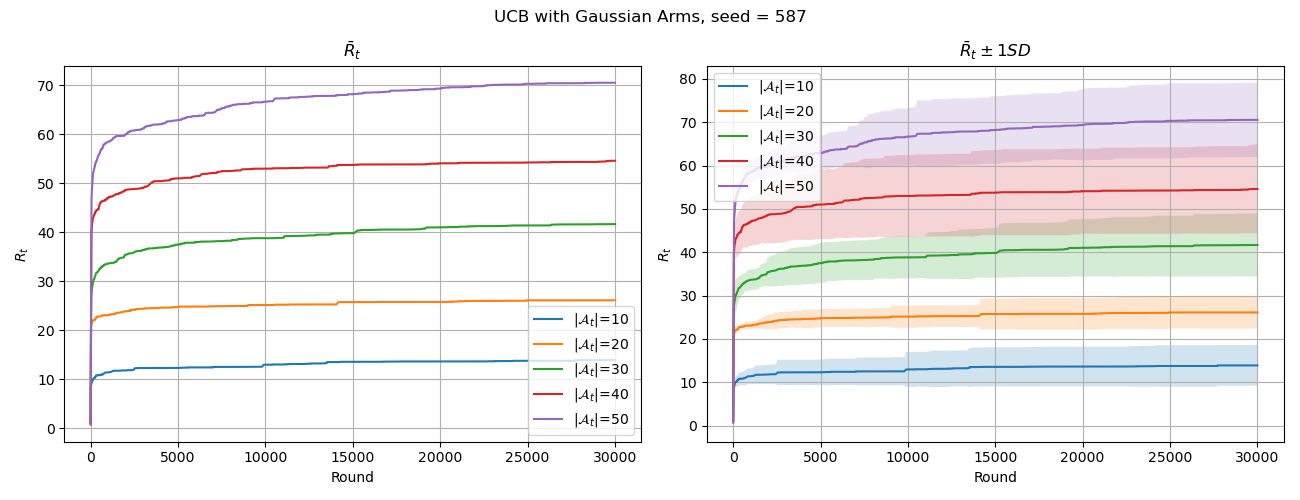 UCB with Gaussian Arms, seed = 587
R̄ₜ
70
60
50
40
30
20
10
0
Rₜ
0 5000 10000 15000 20000 25000 30000
Round
|𝒜ₜ|=10
|𝒜ₜ|=20
|𝒜ₜ|=30
|𝒜ₜ|=40
|𝒜ₜ|=50
R̄ₜ ± 1SD
80
70
60
50
40
30
20
10
0
Rₜ
0 5000 10000 15000 20000 25000 30000
Round
|𝒜ₜ|=10
|𝒜ₜ|=20
|𝒜ₜ|=30
|𝒜ₜ|=40
|𝒜ₜ|=50